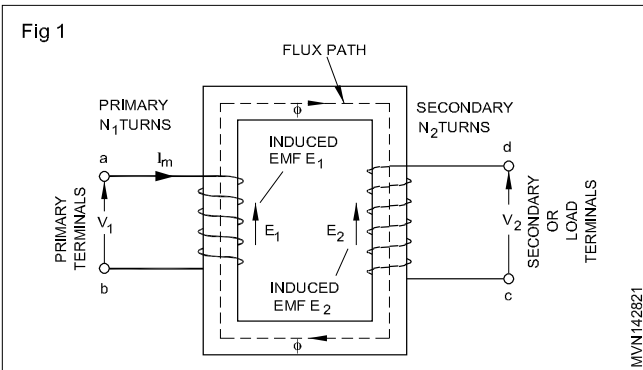 Fig 1
FLUX PATH
ϕ
PRIMARY
N₁TURNS
SECONDARY
N₂TURNS
a
Iₘ
INDUCED
EMF E₁
d
PRIMARY
TERMINALS
V₁
E₁
E₂
V₂
SECONDARY
OR
LOAD
TERMINALS
b
INDUCED
EMF E₂
c
ϕ
MVN142821